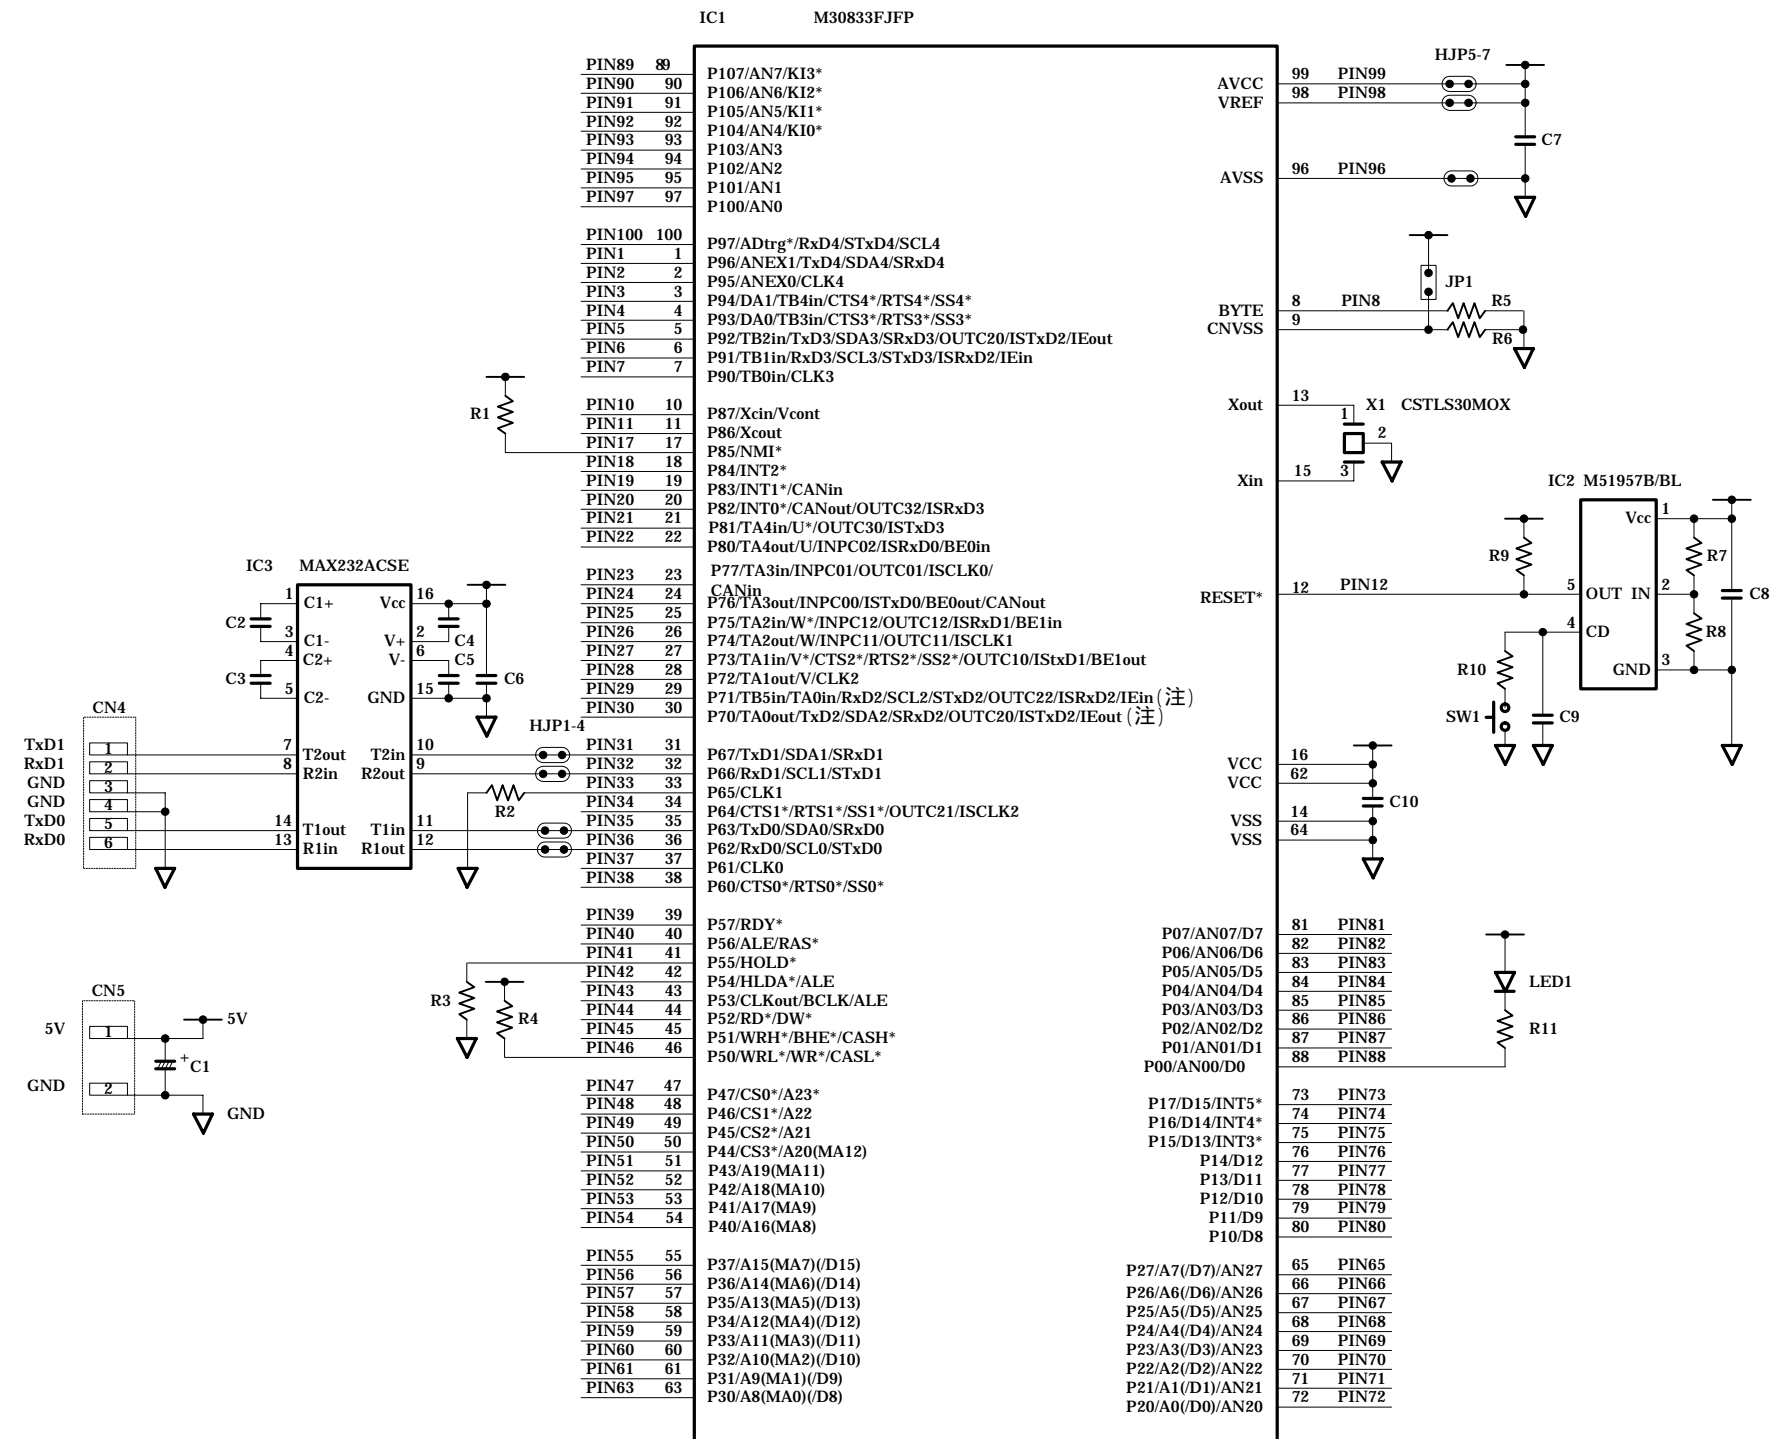 IC1 M30833FJFP
PIN89 89 P107/AN7/KI3*
PIN90 90 P106/AN6/KI2*
PIN91 91 P105/AN5/KI1*
PIN92 92 P104/AN4/KI0*
PIN93 93 P103/AN3
PIN94 94 P102/AN2
PIN95 95 P101/AN1
PIN97 97 P100/AN0
PIN100 100 P97/ADtrg*/RxD4/STxD4/SCL4
PIN1 1 P96/ANEX1/TxD4/SDA4/SRxD4
PIN2 2 P95/ANEX0/CLK4
PIN3 3 P94/DA1/TB4in/CTS4*/RTS4*/SS4*
PIN4 4 P93/DA0/TB3in/CTS3*/RTS3*/SS3*
PIN5 5 P92/TB2in/TxD3/SDA3/SRxD3/OUTC20/ISTxD2/IEout
PIN6 6 P91/TB1in/RxD3/SCL3/STxD3/ISRxD2/IEin
PIN7 7 P90/TB0in/CLK3
R1
PIN10 10 P87/Xcin/Vcont
PIN11 11 P86/Xcout
PIN17 17 P85/NMI*
PIN18 18 P84/INT2*
PIN19 19 P83/INT1*/CANin
PIN20 20 P82/INT0*/CANout/OUTC32/ISRxD3
PIN21 21 P81/TA4in/U*/OUTC30/ISTxD3
PIN22 22 P80/TA4out/U/INPC02/ISRxD0/BE0in
PIN23 23 P77/TA3in/INPC01/OUTC01/ISCLK0/
CANin
PIN24 24 P76/TA3out/INPC00/ISTxD0/BE0out/CANout
PIN25 25 P75/TA2in/W*/INPC12/OUTC12/ISRxD1/BE1in
PIN26 26 P74/TA2out/W/INPC11/OUTC11/ISCLK1
PIN27 27 P73/TA1in/V*/CTS2*/RTS2*/SS2*/OUTC10/IStxD1/BE1out
PIN28 28 P72/TA1out/V/CLK2
PIN29 29 P71/TB5in/TA0in/RxD2/SCL2/STxD2/OUTC22/ISRxD2/IEin(注)
PIN30 30 P70/TA0out/TxD2/SDA2/SRxD2/OUTC20/ISTxD2/IEout(注)
HJP1-4
PIN31 31 P67/TxD1/SDA1/SRxD1
PIN32 32 P66/RxD1/SCL1/STxD1
PIN33 33 P65/CLK1
PIN34 34 P64/CTS1*/RTS1*/SS1*/OUTC21/ISCLK2
PIN35 35 P63/TxD0/SDA0/SRxD0
PIN36 36 P62/RxD0/SCL0/STxD0
PIN37 37 P61/CLK0
PIN38 38 P60/CTS0*/RTS0*/SS0*
R2
PIN39 39 P57/RDY*
PIN40 40 P56/ALE/RAS*
PIN41 41 P55/HOLD*
PIN42 42 P54/HLDA*/ALE
PIN43 43 P53/CLKout/BCLK/ALE
PIN44 44 P52/RD*/DW*
PIN45 45 P51/WRH*/BHE*/CASH*
PIN46 46 P50/WRL*/WR*/CASL*
R3
R4
PIN47 47 P47/CS0*/A23*
PIN48 48 P46/CS1*/A22
PIN49 49 P45/CS2*/A21
PIN50 50 P44/CS3*/A20(MA12)
PIN51 51 P43/A19(MA11)
PIN52 52 P42/A18(MA10)
PIN53 53 P41/A17(MA9)
PIN54 54 P40/A16(MA8)
PIN55 55 P37/A15(MA7)(/D15)
PIN56 56 P36/A14(MA6)(/D14)
PIN57 57 P35/A13(MA5)(/D13)
PIN58 58 P34/A12(MA4)(/D12)
PIN59 59 P33/A11(MA3)(/D11)
PIN60 60 P32/A10(MA2)(/D10)
PIN61 61 P31/A9(MA1)(/D9)
PIN63 63 P30/A8(MA0)(/D8)
IC3 MAX232ACSE
1 C1+ Vcc 16
C2
3 C1- V+ 2 C4
4 C2+ V- 6 C5
C3 C6
5 C2- GND 15
CN4
TxD1 1 7 T2out T2in 10
RxD1 2 8 R2in R2out 9
GND 3
GND 4
TxD0 5 14 T1out T1in 11
RxD0 6 13 R1in R1out 12
CN5
5V 1 5V
+ C1
GND 2
GND
HJP5-7
AVCC 99 PIN99
VREF 98 PIN98
C7
AVSS 96 PIN96
JP1
BYTE 8 PIN8 R5
CNVSS 9 R6
Xout 13 1 X1 CSTLS30MOX
2
Xin 15 3
IC2 M51957B/BL
Vcc 1
R9 R7
RESET* 12 PIN12 5 OUT IN 2 C8
4 CD R8
R10 GND 3
SW1 C9
VCC 16
VCC 62
C10
VSS 14
VSS 64
P07/AN07/D7 81 PIN81
P06/AN06/D6 82 PIN82
P05/AN05/D5 83 PIN83
P04/AN04/D4 84 PIN84
P03/AN03/D3 85 PIN85
P02/AN02/D2 86 PIN86
P01/AN01/D1 87 PIN87
P00/AN00/D0 88 PIN88
LED1
R11
P17/D15/INT5* 73 PIN73
P16/D14/INT4* 74 PIN74
P15/D13/INT3* 75 PIN75
P14/D12 76 PIN76
P13/D11 77 PIN77
P12/D10 78 PIN78
P11/D9 79 PIN79
P10/D8 80 PIN80
P27/A7(/D7)/AN27 65 PIN65
P26/A6(/D6)/AN26 66 PIN66
P25/A5(/D5)/AN25 67 PIN67
P24/A4(/D4)/AN24 68 PIN68
P23/A3(/D3)/AN23 69 PIN69
P22/A2(/D2)/AN22 70 PIN70
P21/A1(/D1)/AN21 71 PIN71
P20/A0(/D0)/AN20 72 PIN72